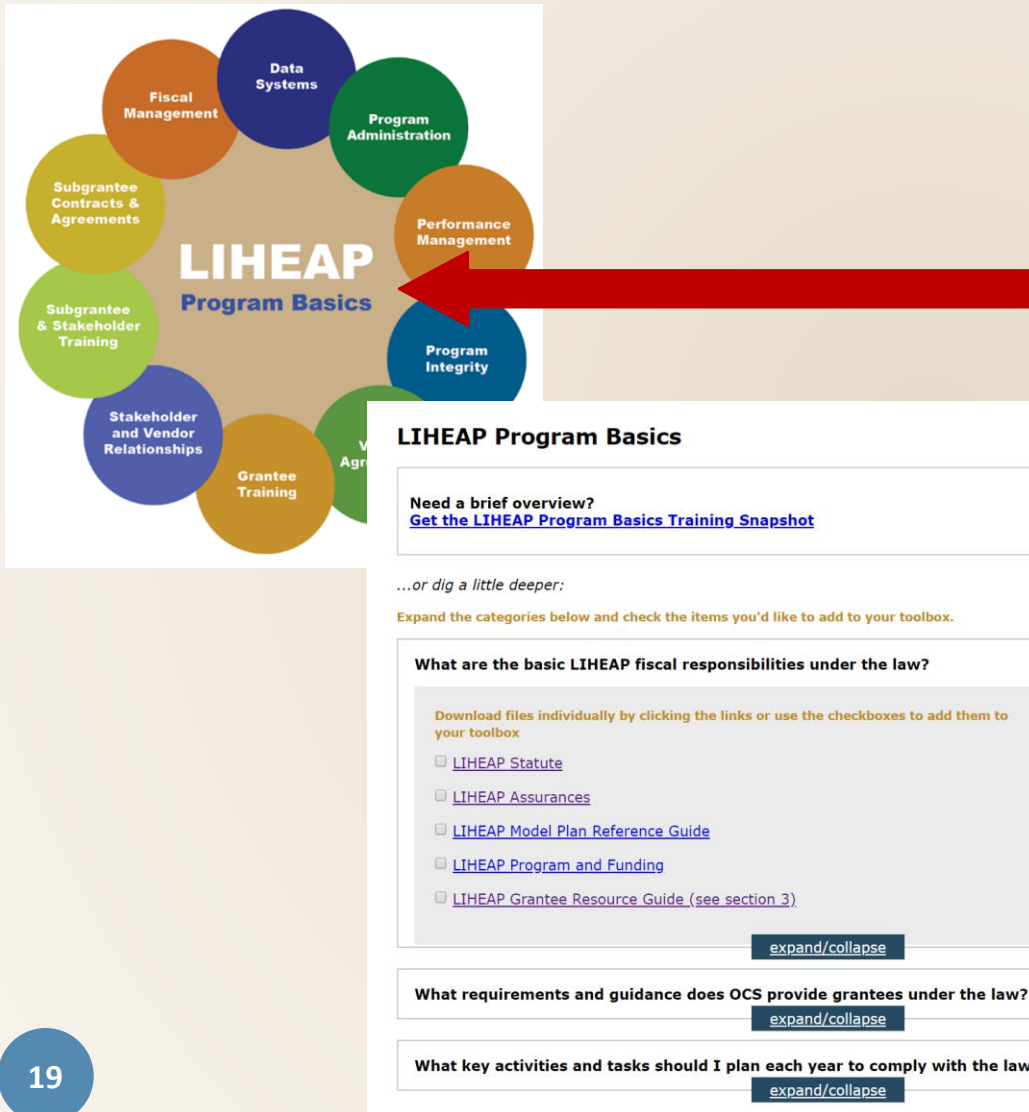 Data
Systems
Fiscal
Management
Program
Administration
Subgrantee
Contracts &
Agreements
Performance
Management
LIHEAP
Program Basics
Subgrantee
& Stakeholder
Training
Program
Integrity
Stakeholder
and Vendor
Relationships
Grantee
Training
LIHEAP Program Basics
Need a brief overview?
Get the LIHEAP Program Basics Training Snapshot
...or dig a little deeper:
Expand the categories below and check the items you'd like to add to your toolbox.
What are the basic LIHEAP fiscal responsibilities under the law?
Download files individually by clicking the links or use the checkboxes to add them to
your toolbox
LIHEAP Statute
LIHEAP Assurances
LIHEAP Model Plan Reference Guide
LIHEAP Program and Funding
LIHEAP Grantee Resource Guide (see section 3)
expand/collapse
What requirements and guidance does OCS provide grantees under the law?
expand/collapse
What key activities and tasks should I plan each year to comply with the law
expand/collapse
19